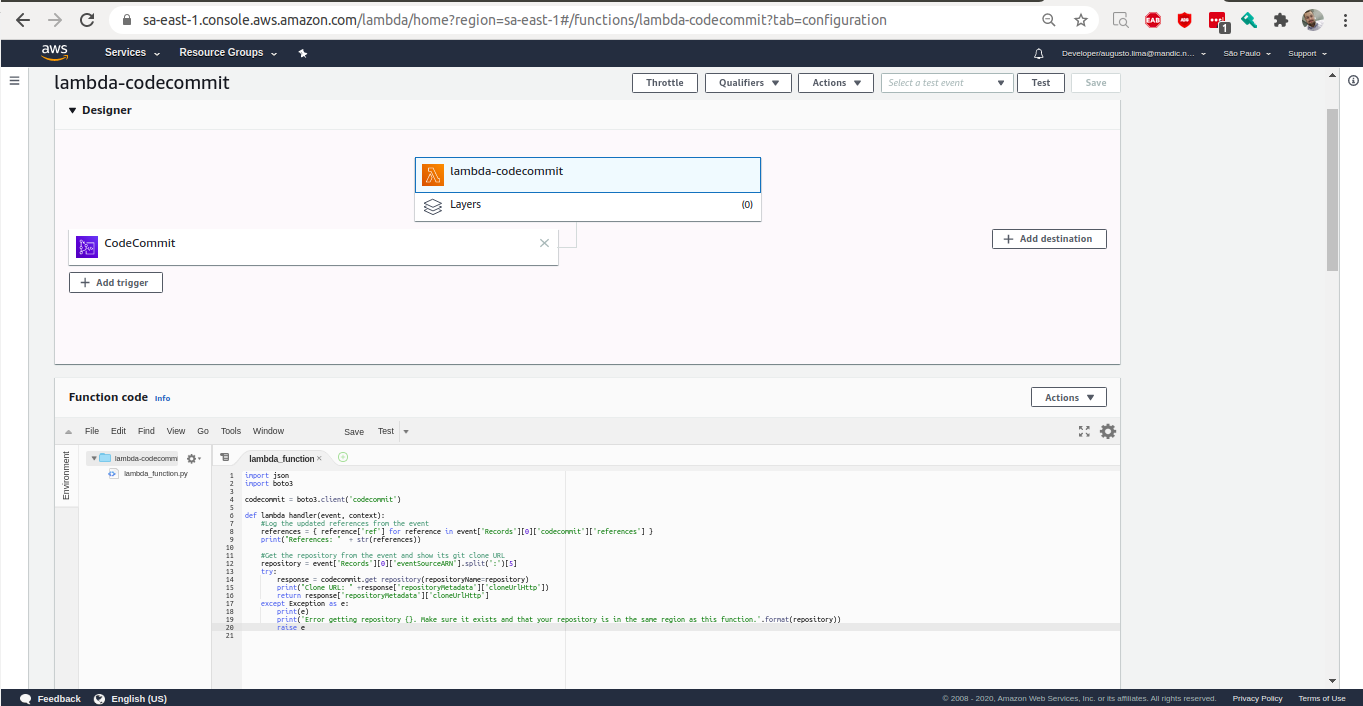 sa-east-1.console.aws.amazon.com/lambda/home?region=sa-east-1#/functions/lambda-codecommit?tab=configuration
EAB
1
aws Services Resource Groups Developer/augusto.lima@mandic.n... São Paulo Support
lambda-codecommit Throttle Qualifiers Actions Select a test event Test Save
Designer
lambda-codecommit
Layers (0)
CodeCommit
+ Add destination
+ Add trigger
Function code Info Actions
File Edit Find View Go Tools Window Save Test
Environment
lambda-codecomm
lambda_function.py
lambda_function ×
1 import json
2 import boto3
3
4 codecommit = boto3.client('codecommit')
5
6 def lambda_handler(event, context):
7 #Log the updated references from the event
8 references = { reference['ref'] for reference in event['Records'][0]['codecommit']['references'] }
9 print("References: " + str(references))
10
11 #Get the repository from the event and show its git clone URL
12 repository = event['Records'][0]['eventSourceARN'].split(':')[5]
13 try:
14 response = codecommit.get_repository(repositoryName=repository)
15 print("Clone URL: " +response['repositoryMetadata']['cloneUrlHttp'])
16 return response['repositoryMetadata']['cloneUrlHttp']
17 except Exception as e:
18 print(e)
19 print('Error getting repository {}. Make sure it exists and that your repository is in the same region as this function.'.format(repository))
20 raise e
21
Feedback English (US) © 2008 - 2020, Amazon Web Services, Inc. or its affiliates. All rights reserved. Privacy Policy Terms of Use